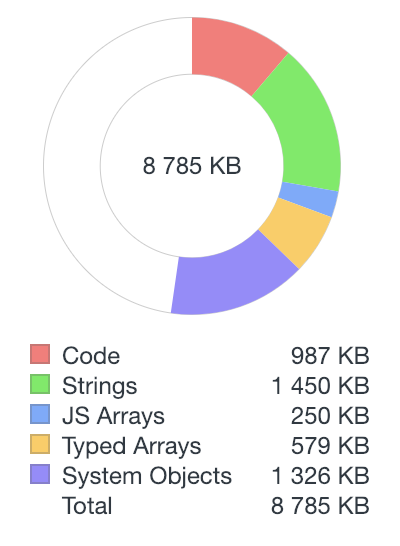 8 785 KB
Code 987 KB
Strings 1 450 KB
JS Arrays 250 KB
Typed Arrays 579 KB
System Objects 1 326 KB
Total 8 785 KB